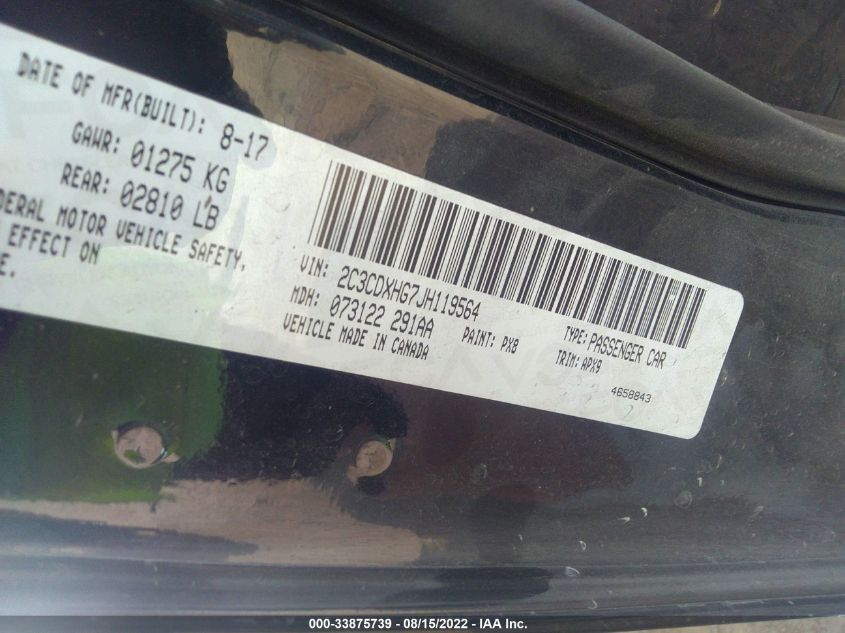 DATE OF MFR(BUILT): 8-17
GAWR: 01275 KG
REAR: 02810 LB
MOTOR VEHICLE SAFETY,
EFFECT ON
VIN: 2C3CDXHG7JH119564
MDH: 073122 291AA
VEHICLE MADE IN CANADA
PAINT: PX8
TYPE: PASSENGER CAR
TRIM: APX9
4658843
000-33875739 - 08/15/2022 - IAA Inc.